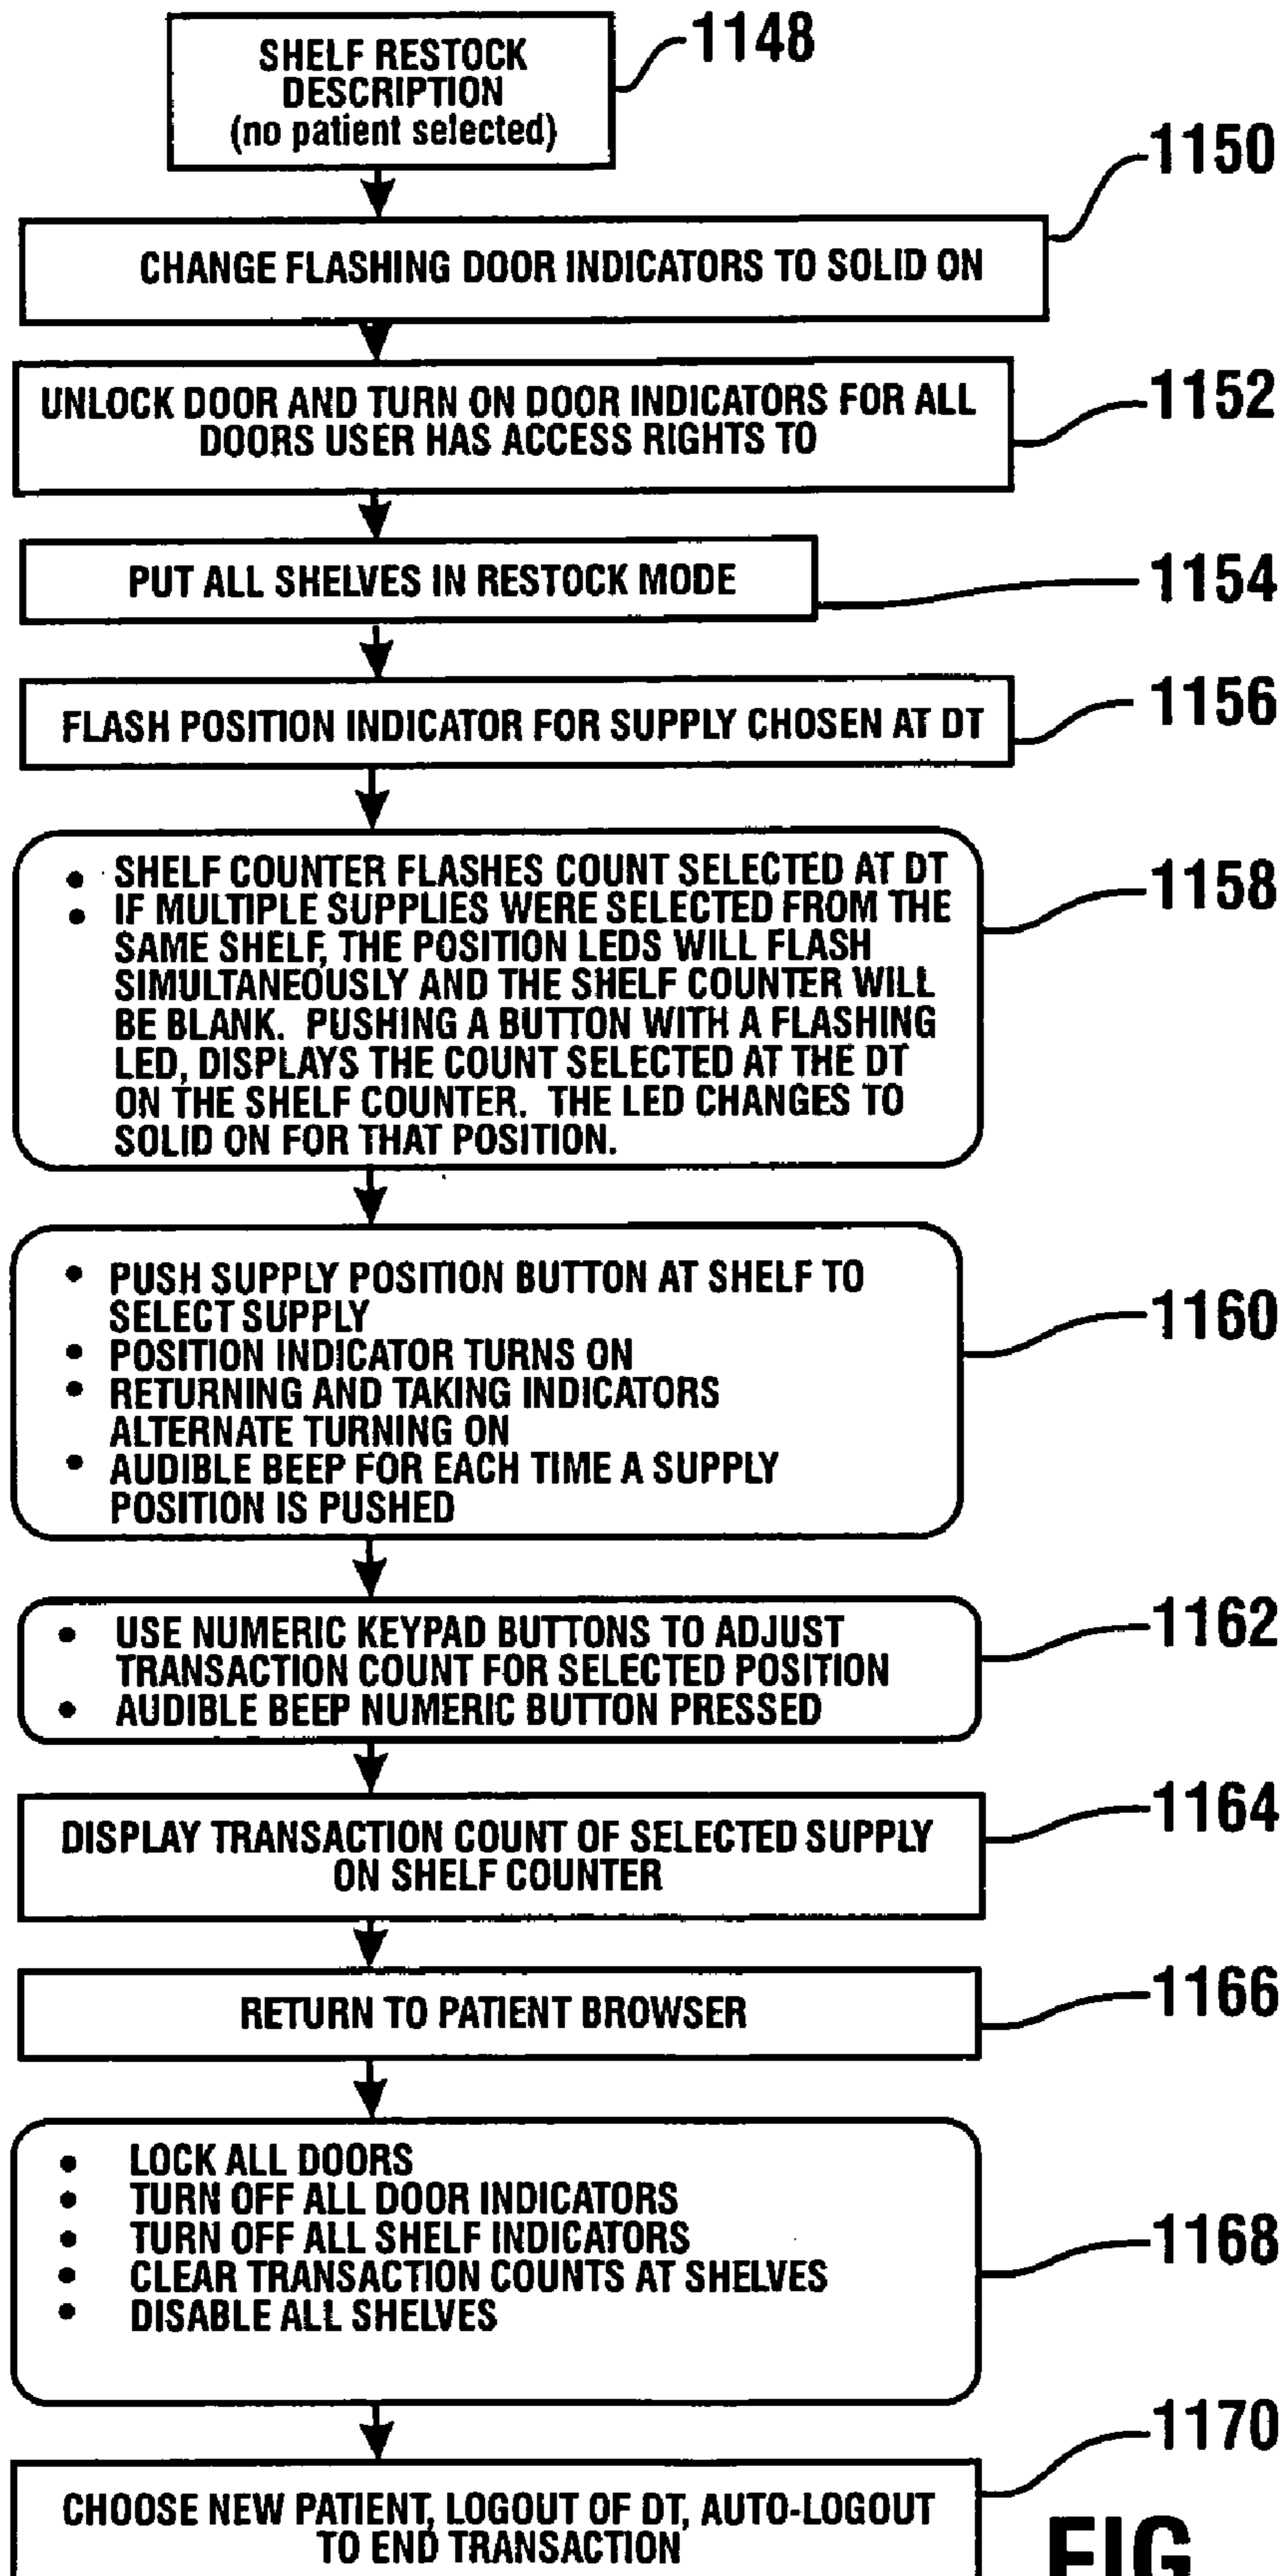 SHELF RESTOCK
DESCRIPTION
(no patient selected)
1148
1150
CHANGE FLASHING DOOR INDICATORS TO SOLID ON
UNLOCK DOOR AND TURN ON DOOR INDICATORS FOR ALL
DOORS USER HAS ACCESS RIGHTS TO
1152
PUT ALL SHELVES IN RESTOCK MODE
1154
FLASH POSITION INDICATOR FOR SUPPLY CHOSEN AT DT
1156
• SHELF COUNTER FLASHES COUNT SELECTED AT DT
• IF MULTIPLE SUPPLIES WERE SELECTED FROM THE
SAME SHELF, THE POSITION LEDS WILL FLASH
SIMULTANEOUSLY AND THE SHELF COUNTER WILL
BE BLANK. PUSHING A BUTTON WITH A FLASHING
LED, DISPLAYS THE COUNT SELECTED AT THE DT
ON THE SHELF COUNTER. THE LED CHANGES TO
SOLID ON FOR THAT POSITION.
1158
• PUSH SUPPLY POSITION BUTTON AT SHELF TO
SELECT SUPPLY
• POSITION INDICATOR TURNS ON
• RETURNING AND TAKING INDICATORS
ALTERNATE TURNING ON
• AUDIBLE BEEP FOR EACH TIME A SUPPLY
POSITION IS PUSHED
1160
• USE NUMERIC KEYPAD BUTTONS TO ADJUST
TRANSACTION COUNT FOR SELECTED POSITION
• AUDIBLE BEEP NUMERIC BUTTON PRESSED
1162
DISPLAY TRANSACTION COUNT OF SELECTED SUPPLY
ON SHELF COUNTER
1164
RETURN TO PATIENT BROWSER
1166
• LOCK ALL DOORS
• TURN OFF ALL DOOR INDICATORS
• TURN OFF ALL SHELF INDICATORS
• CLEAR TRANSACTION COUNTS AT SHELVES
• DISABLE ALL SHELVES
1168
1170
CHOOSE NEW PATIENT, LOGOUT OF DT, AUTO-LOGOUT
TO END TRANSACTION
FIG